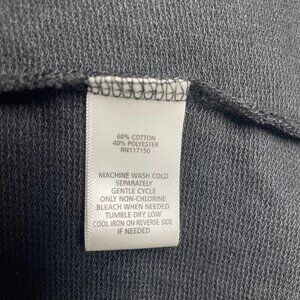 60% COTTON
40% POLYESTER
RN117150
MACHINE WASH COLD
SEPARATELY
GENTLE CYCLE
ONLY NON-CHLORINE
BLEACH WHEN NEEDED
TUMBLE DRY LOW
COOL IRON ON REVERSE SIDE
IF NEEDED